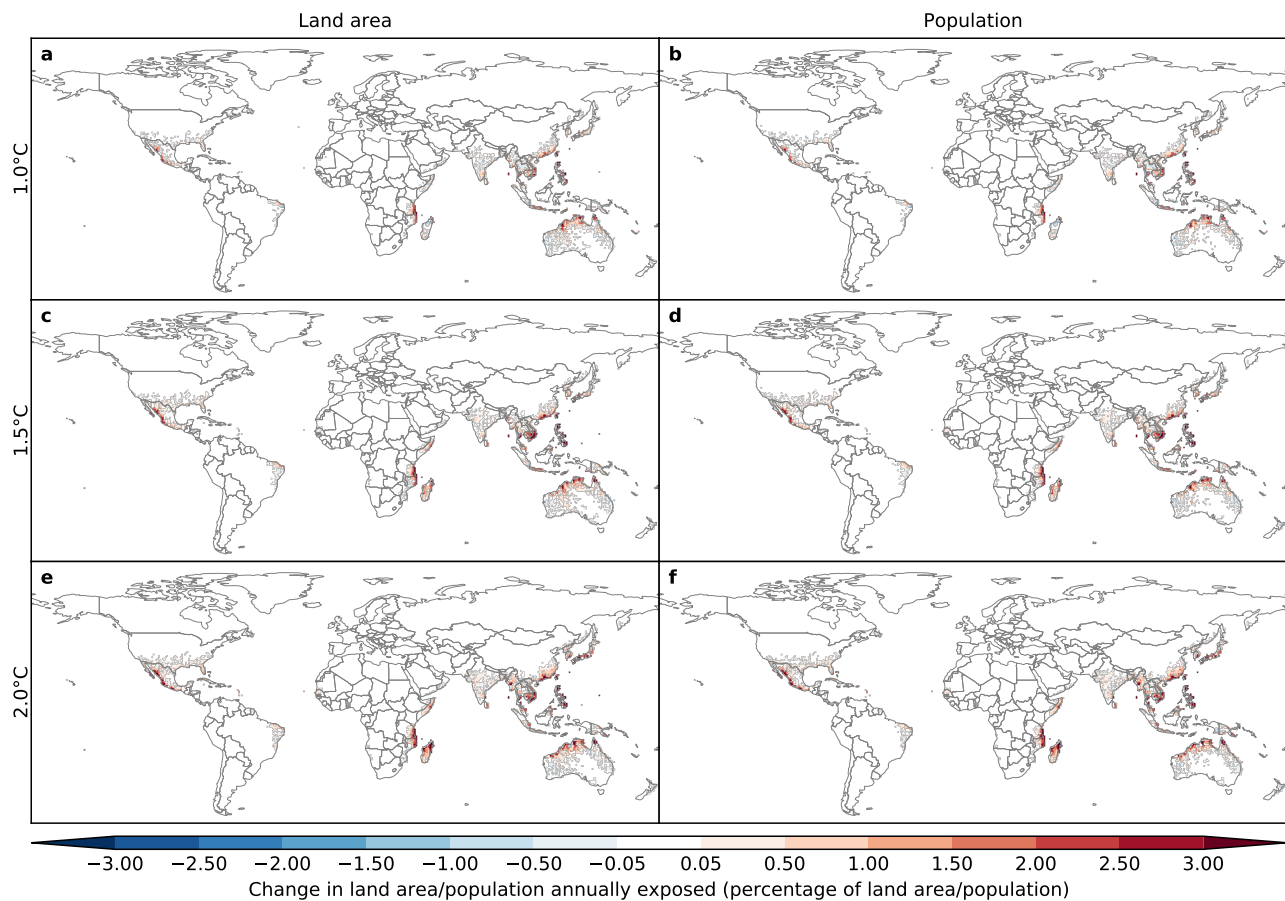 Land area
Population
a
b
1.0°C
c
d
1.5°C
e
f
2.0°C
−3.00 −2.50 −2.00 −1.50 −1.00 −0.50 −0.05 0.05 0.50 1.00 1.50 2.00 2.50 3.00
Change in land area/population annually exposed (percentage of land area/population)